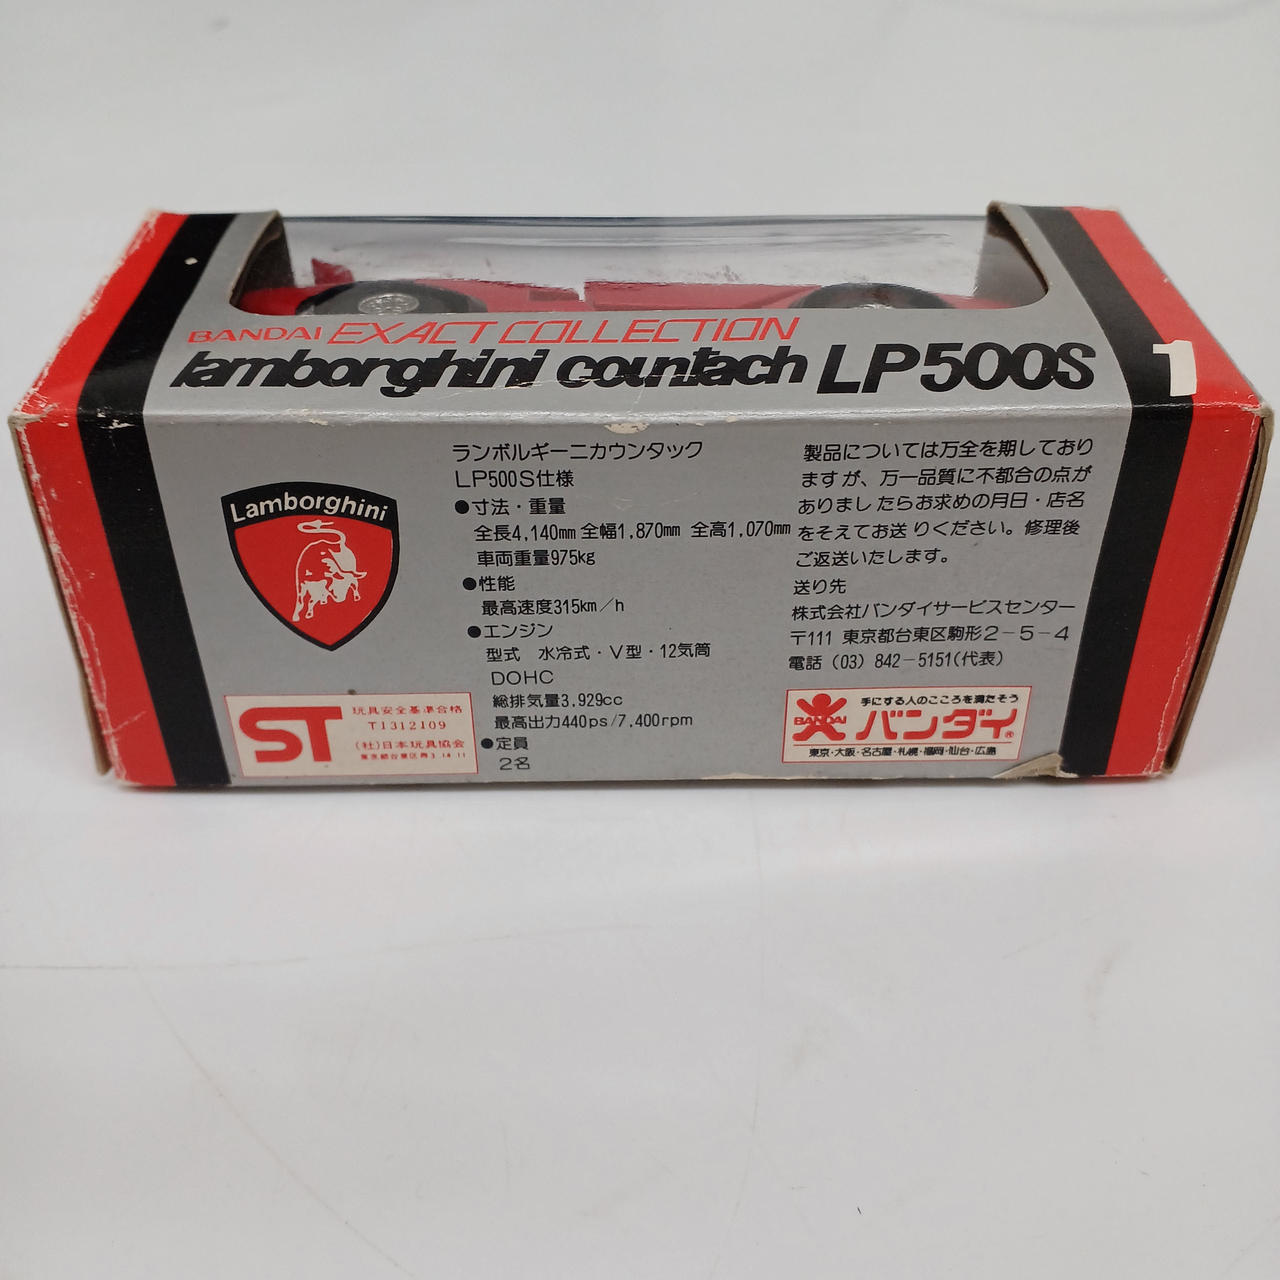 BANDAI EXACT COLLECTION
lamborghini countach LP500S 1
Lamborghini
ランボルギーニカウンタック
LP500S仕様
●寸法・重量
全長4,140mm 全幅1,870mm 全高1,070mm
車両重量975kg
●性能
最高速度315km/h
●エンジン
型式 水冷式・V型・12気筒
DOHC
総排気量3,929cc
最高出力440ps/7,400rpm
●定員
2名
製品については万全を期しており
ますが、万一品質に不都合の点が
ありましたらお求めの月日・店名
をそえてお送りください。修理後
ご返送いたします。
送り先
株式会社バンダイサービスセンター
〒111 東京都台東区駒形2-5-4
電話 (03) 842-5151(代表)
ST
玩具安全基準合格
T1312109
(社)日本玩具協会
東京都台東区寿3 14 11
手にする人のこころを満たそう
BANDAI バンダイ®
東京・大阪・名古屋・札幌・福岡・仙台・広島